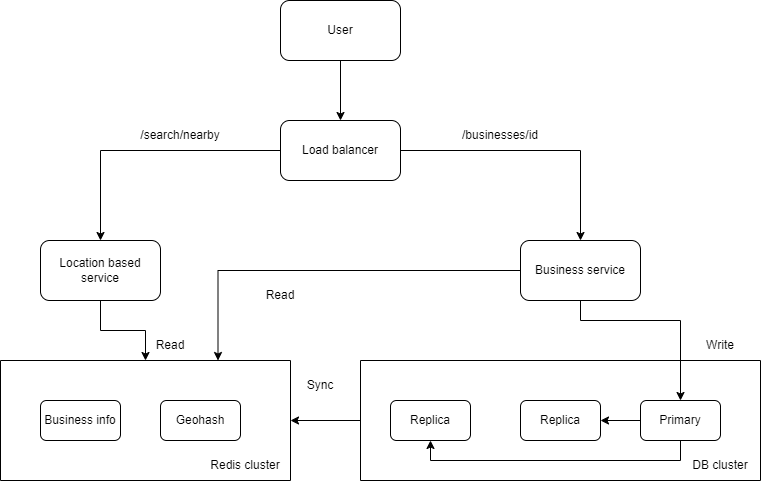 User
/search/nearby
/businesses/id
Load balancer
Location based
service
Business service
Read
Read
Write
Sync
Business info
Geohash
Replica
Replica
Primary
Redis cluster
DB cluster